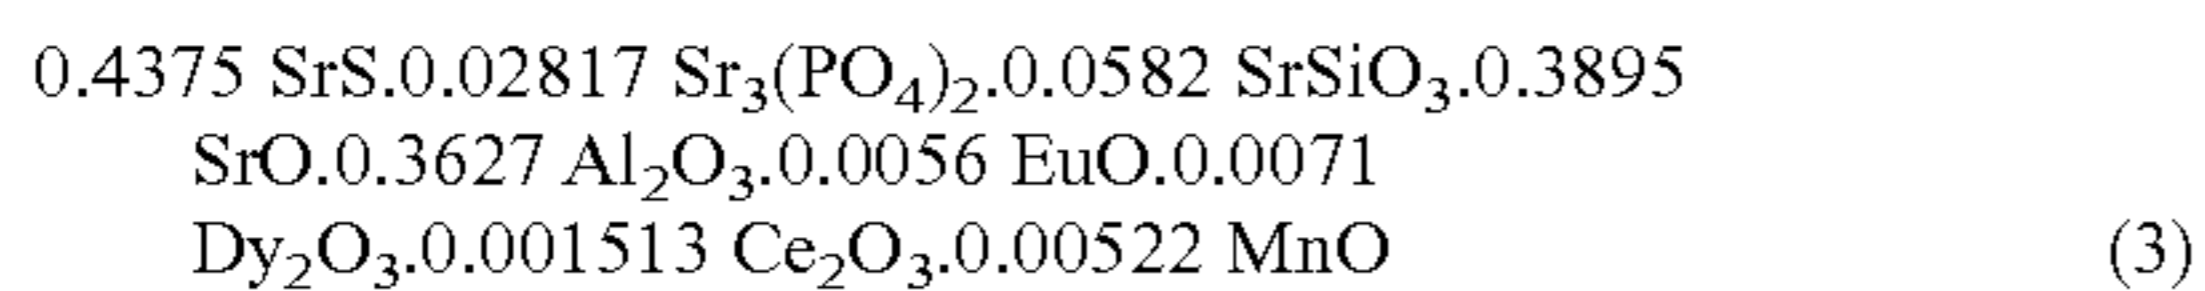 0.4375 SrS.0.02817 Sr₃(PO₄)₂.0.0582 SrSiO₃.0.3895
SrO.0.3627 Al₂O₃.0.0056 EuO.0.0071
Dy₂O₃.0.001513 Ce₂O₃.0.00522 MnO (3)